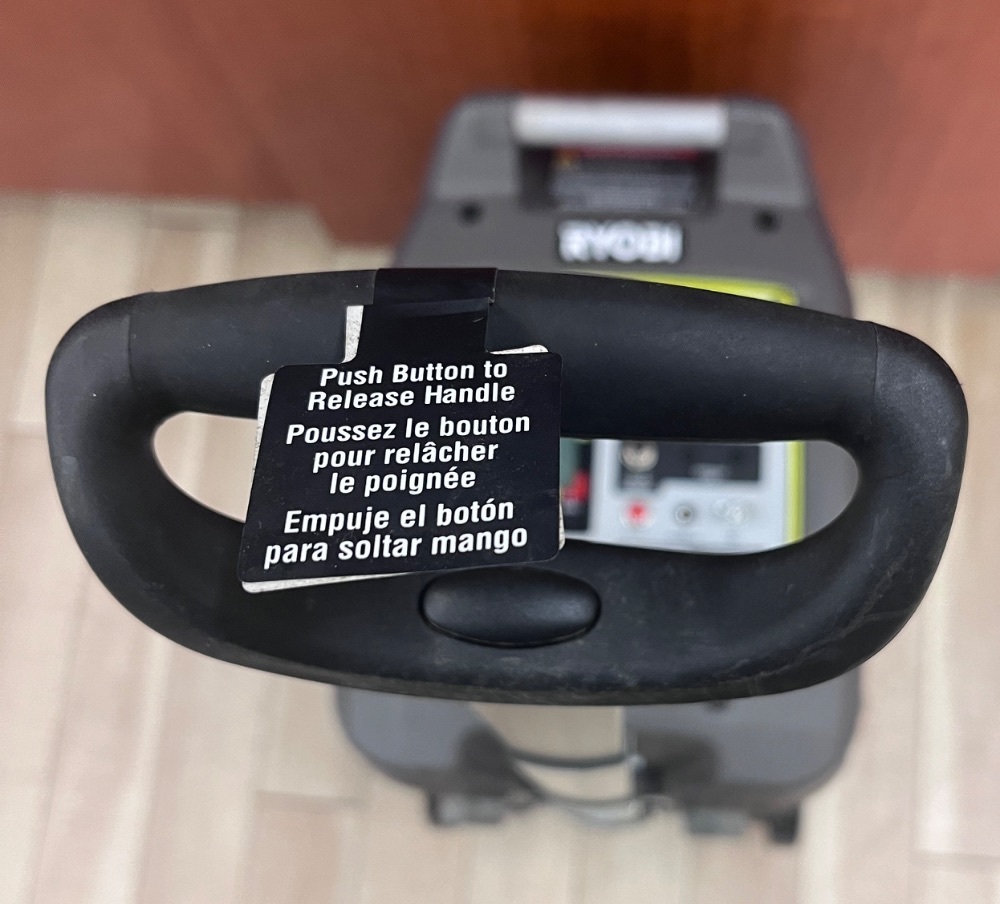 RYOBI
Push Button to
Release Handle
Poussez le bouton
pour relâcher
le poignée
Empuje el botón
para soltar mango